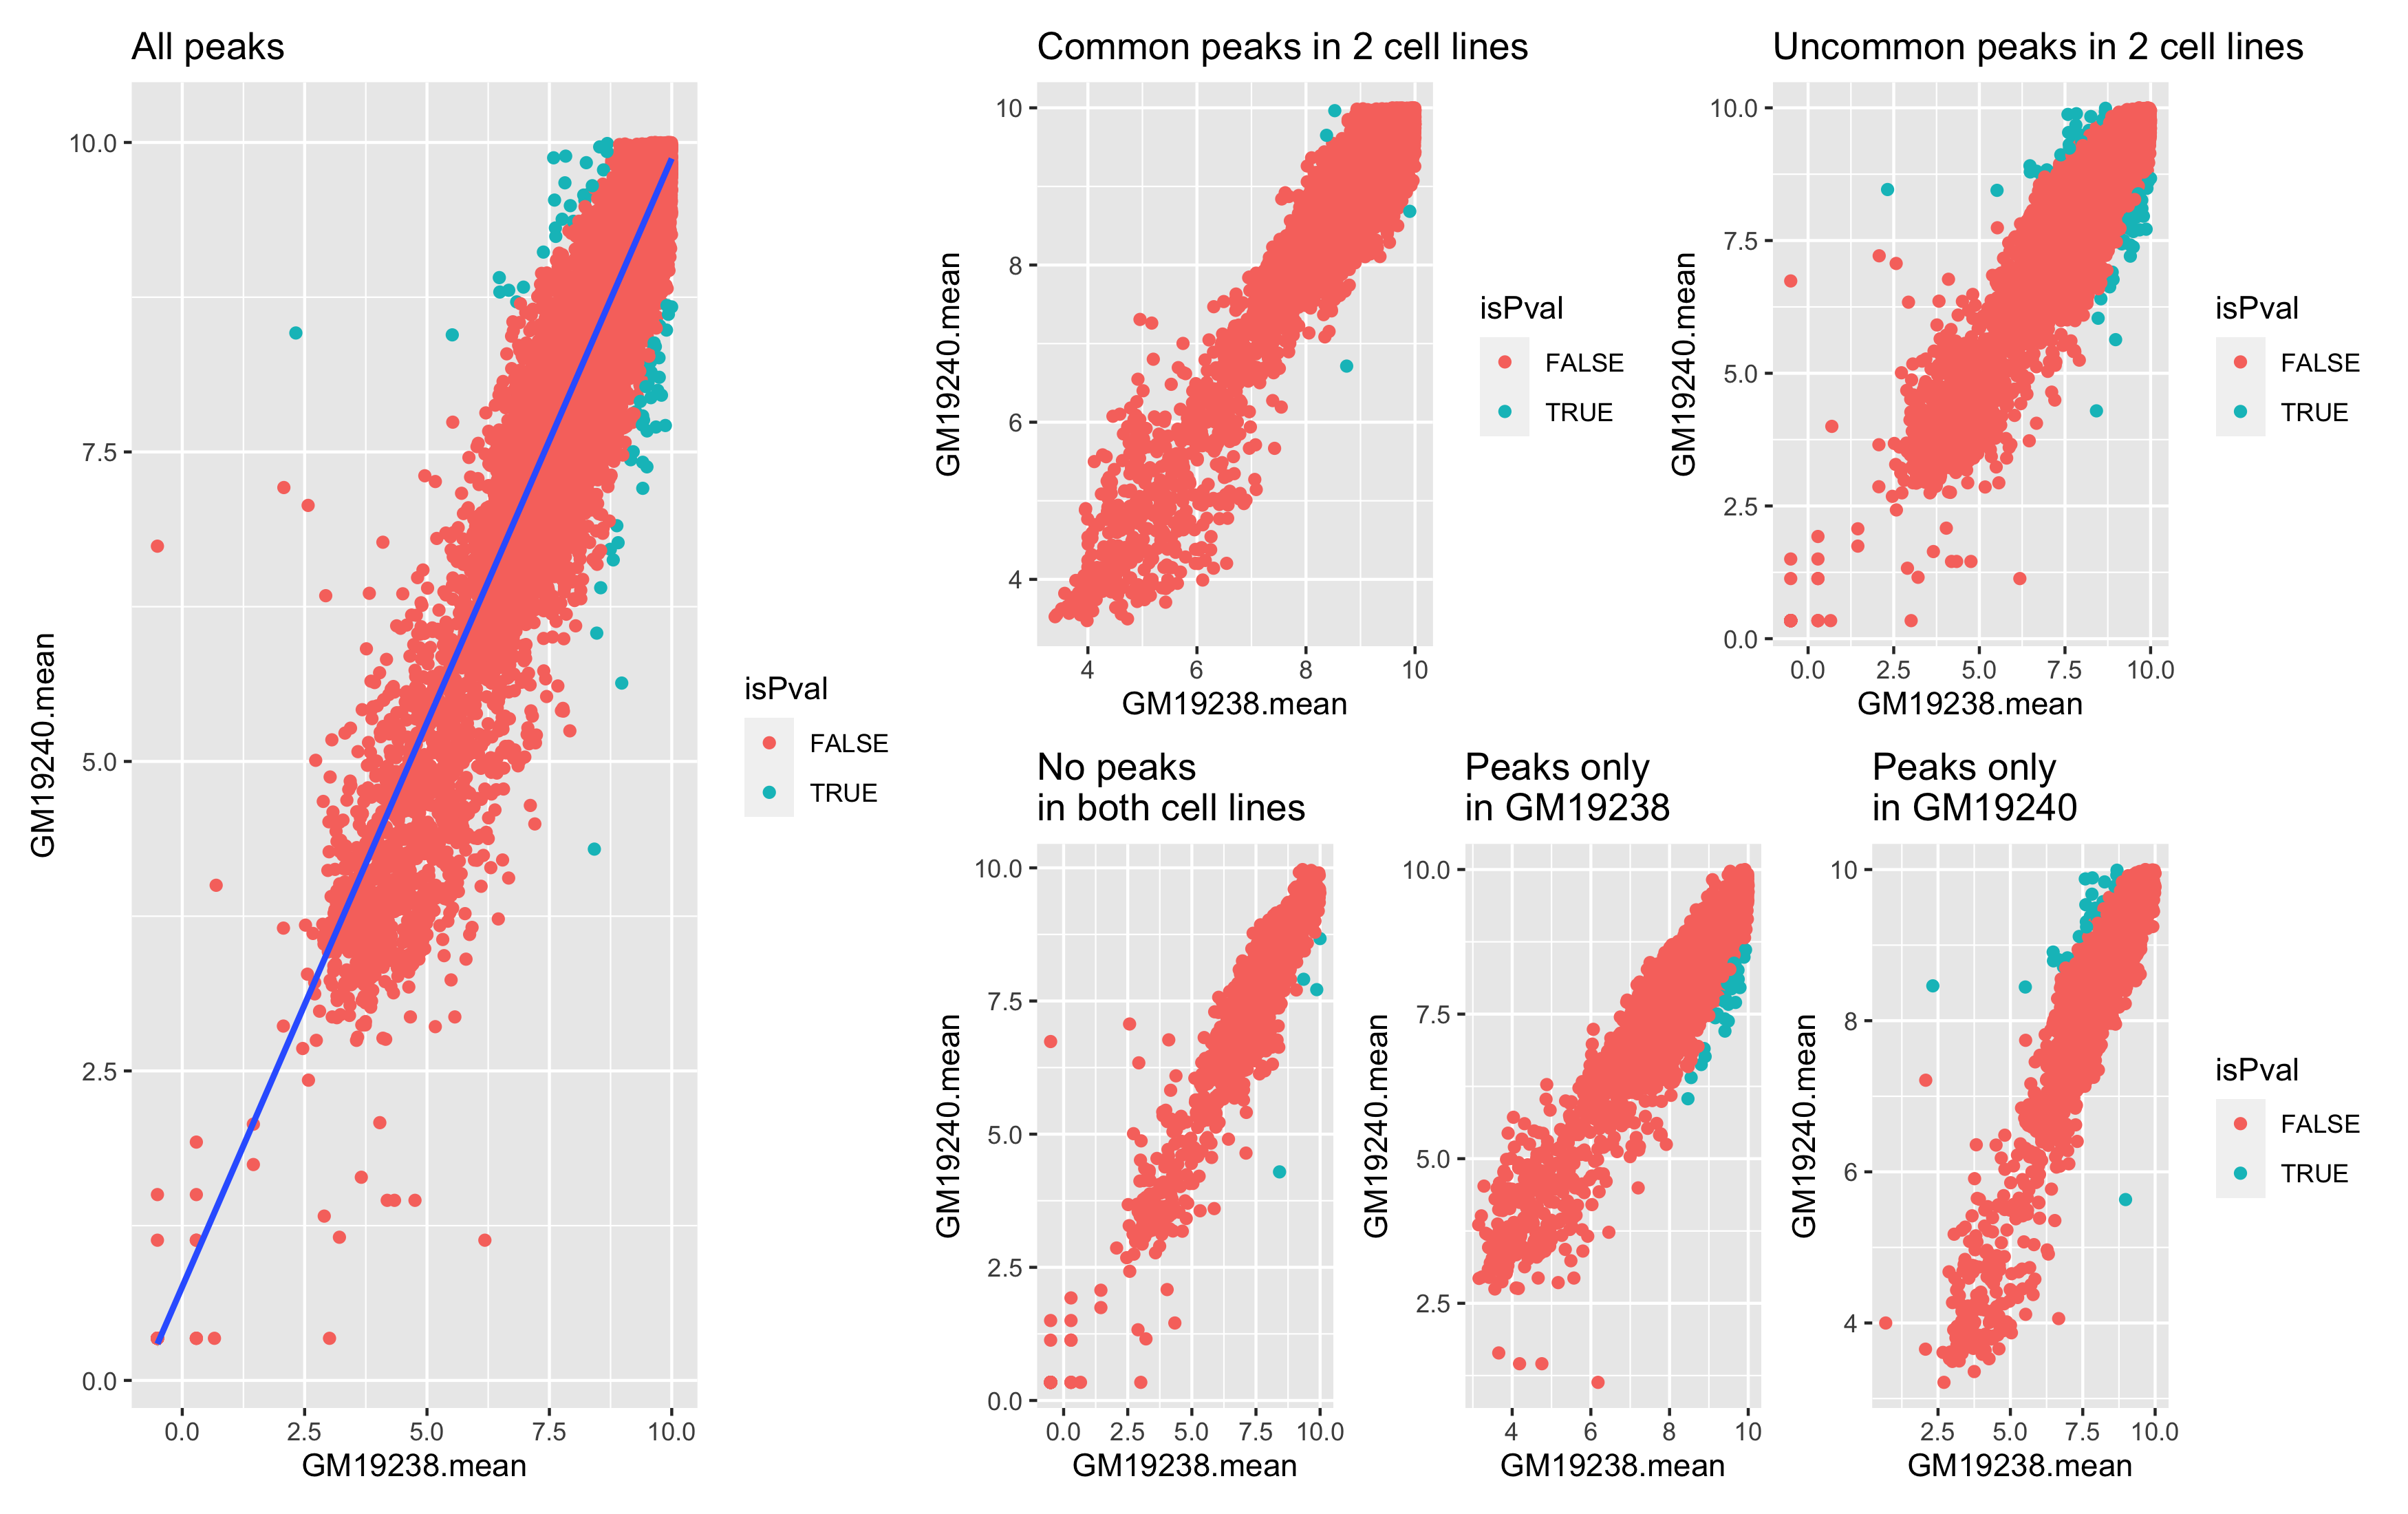 All peaks
10.0
7.5
5.0
2.5
0.0
GM19240.mean
0.0 2.5 5.0 7.5 10.0
GM19238.mean
isPval
FALSE
TRUE
Common peaks in 2 cell lines
10
8
6
4
GM19240.mean
4 6 8 10
GM19238.mean
isPval
FALSE
TRUE
Uncommon peaks in 2 cell lines
10.0
7.5
5.0
2.5
0.0
GM19240.mean
0.0 2.5 5.0 7.5 10.0
GM19238.mean
isPval
FALSE
TRUE
No peaks
in both cell lines
10.0
7.5
5.0
2.5
0.0
GM19240.mean
0.0 2.5 5.0 7.5 10.0
GM19238.mean
Peaks only
in GM19238
10.0
7.5
5.0
2.5
GM19240.mean
4 6 8 10
GM19238.mean
Peaks only
in GM19240
10
8
6
4
GM19240.mean
2.5 5.0 7.5 10.0
GM19238.mean
isPval
FALSE
TRUE